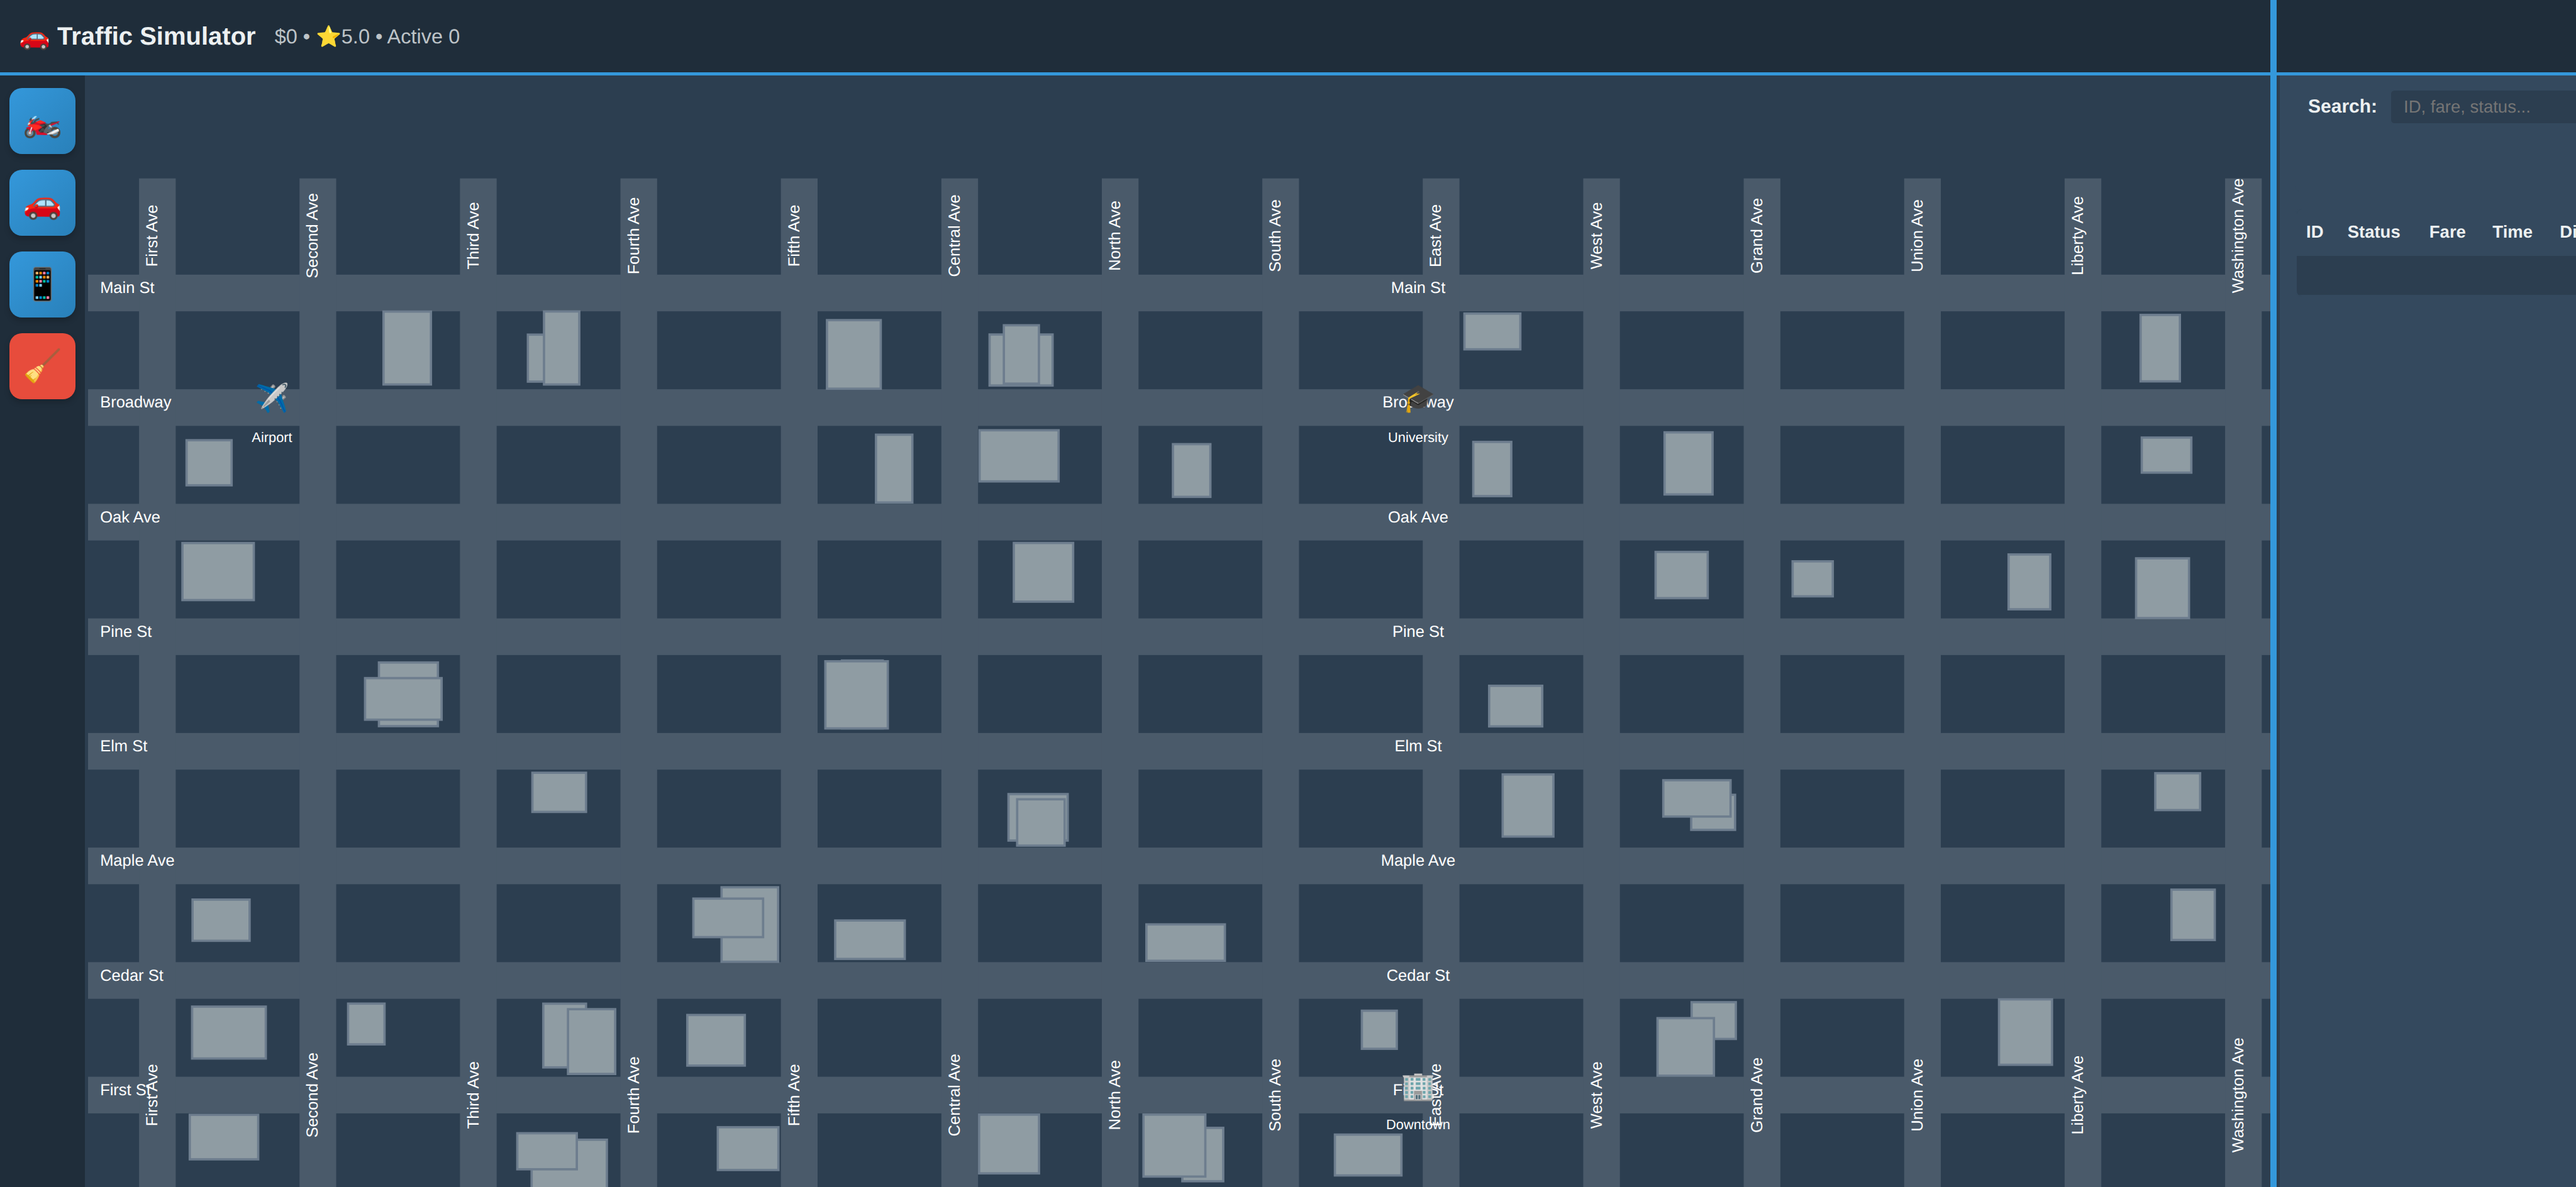 Traffic Simulator $0 • ⭐5.0 • Active 0
Search: ID, fare, status...
ID Status Fare Time Di
First Ave
Second Ave
Third Ave
Fourth Ave
Fifth Ave
Central Ave
North Ave
South Ave
East Ave
West Ave
Grand Ave
Union Ave
Liberty Ave
Washington Ave
Main St Main St
Broadway
Airport University
Oak Ave Oak Ave
Pine St Pine St
Elm St Elm St
Maple Ave Maple Ave
Cedar St Cedar St
First St
First Ave
Second Ave
Third Ave
Fourth Ave
Fifth Ave
Central Ave
North Ave
South Ave
West Ave
Grand Ave
Union Ave
Liberty Ave
Washington Ave
Downtown